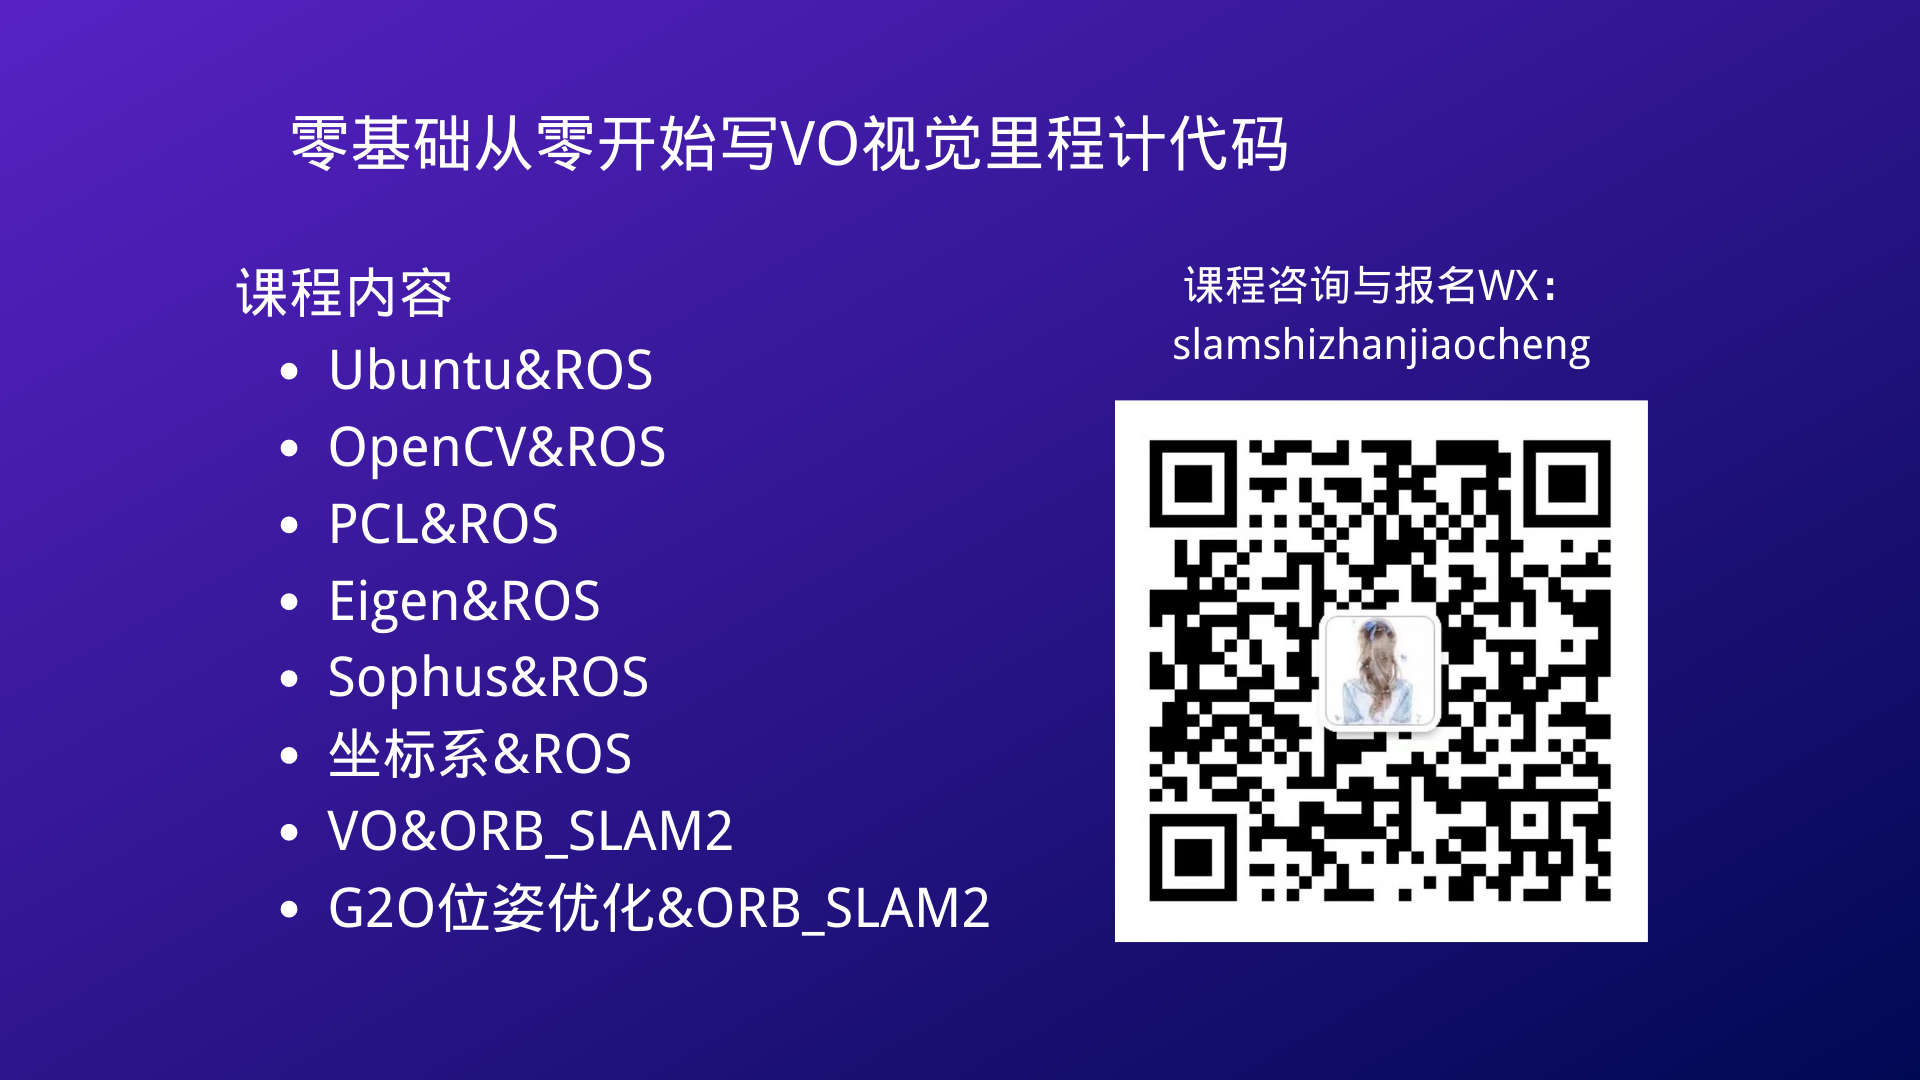 零基础从零开始写VO视觉里程计代码
课程内容
Ubuntu&ROS
OpenCV&ROS
PCL&ROS
Eigen&ROS
Sophus&ROS
坐标系&ROS
VO&ORB_SLAM2
G2O位姿优化&ORB_SLAM2
课程咨询与报名WX：
slamshizhanjiaocheng